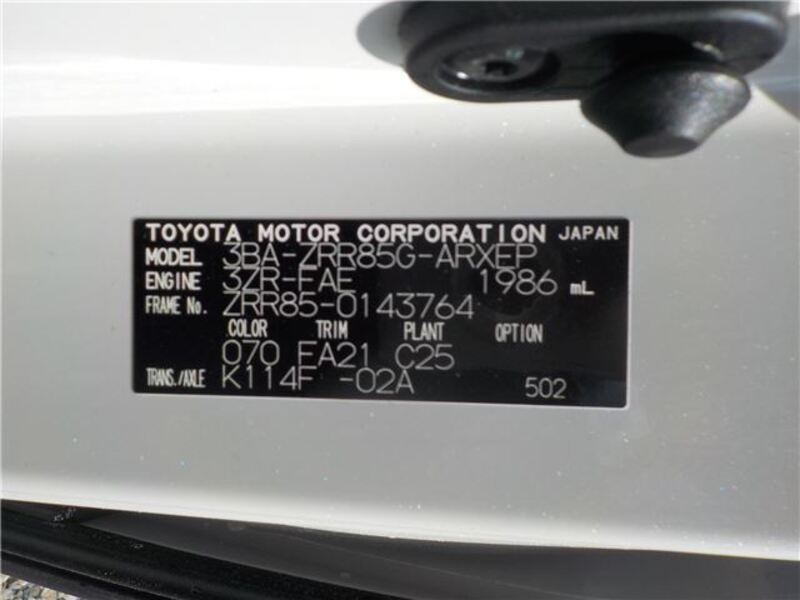 TOYOTA MOTOR CORPORATION JAPAN
MODEL 3BA-ZRR85G-ARXEP
ENGINE 3ZR-FAE 1986 mL
FRAME No. ZRR85-0143764
COLOR TRIM PLANT OPTION
070 FA21 C25
TRANS./AXLE K114F -02A 502